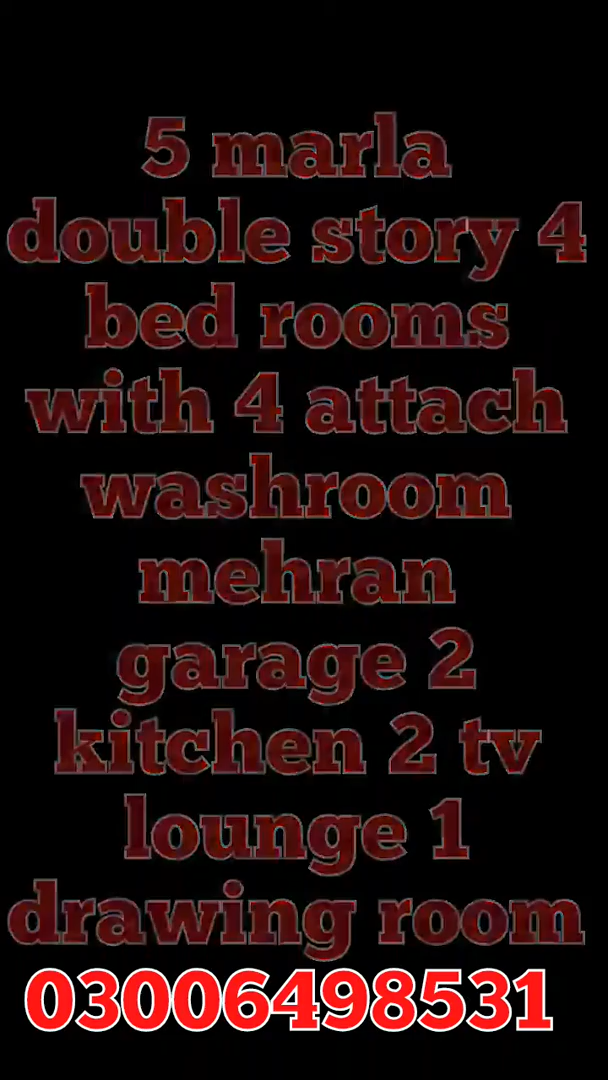 5 marla
double story 4
bed rooms
with 4 attach
washroom
mehran
garage 2
kitchen 2 tv
lounge 1
drawing room
03006498531